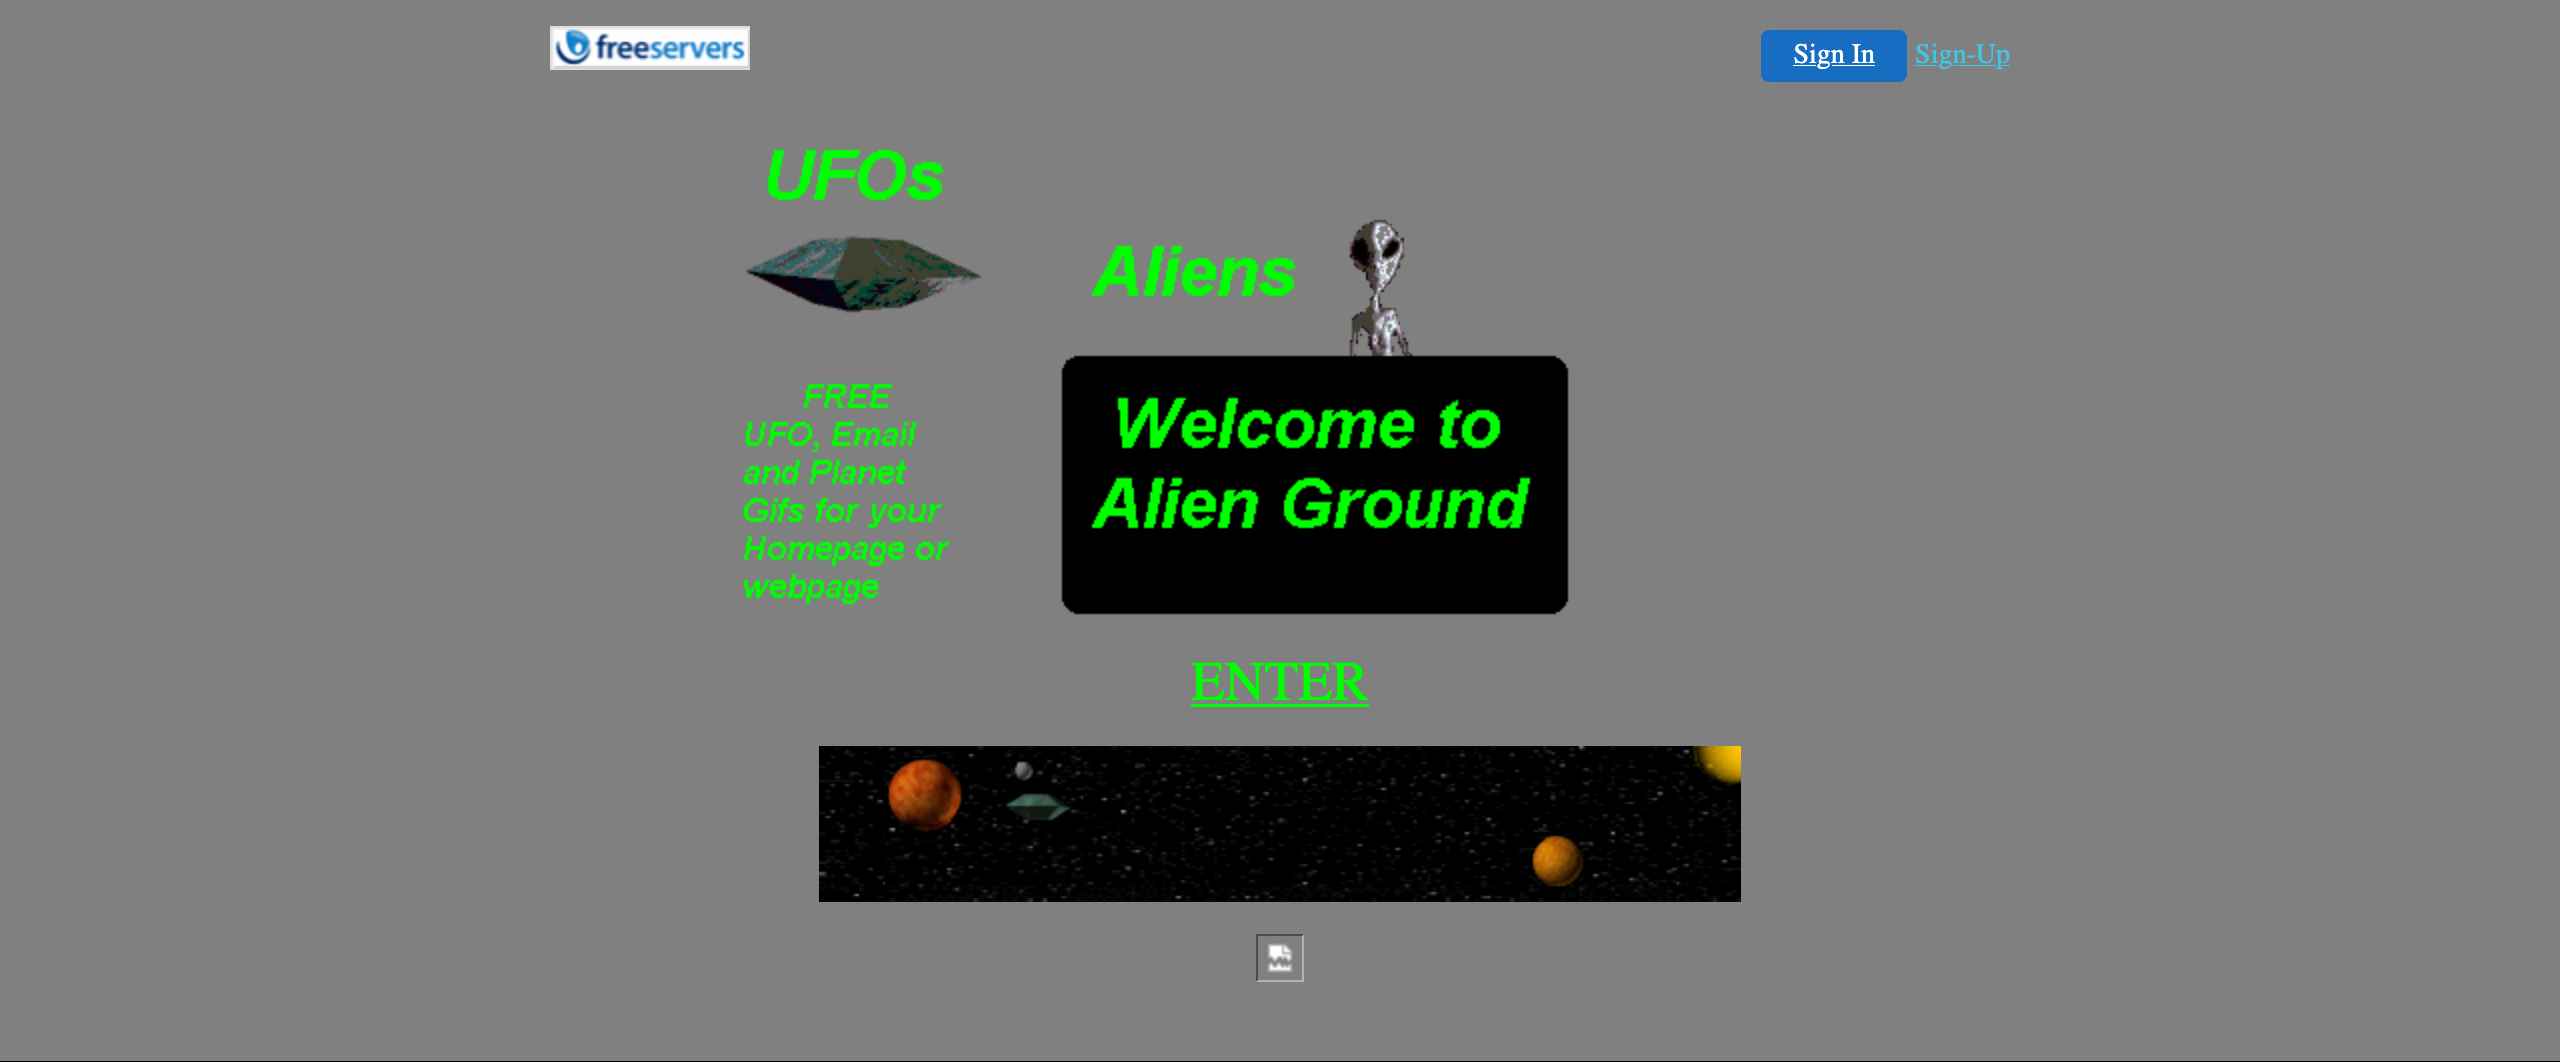 freeservers
Sign In Sign-Up
UFOs
Aliens
FREE
UFO, Email
and Planet
Gifs for your
Homepage or
webpage
Welcome to
Alien Ground
ENTER